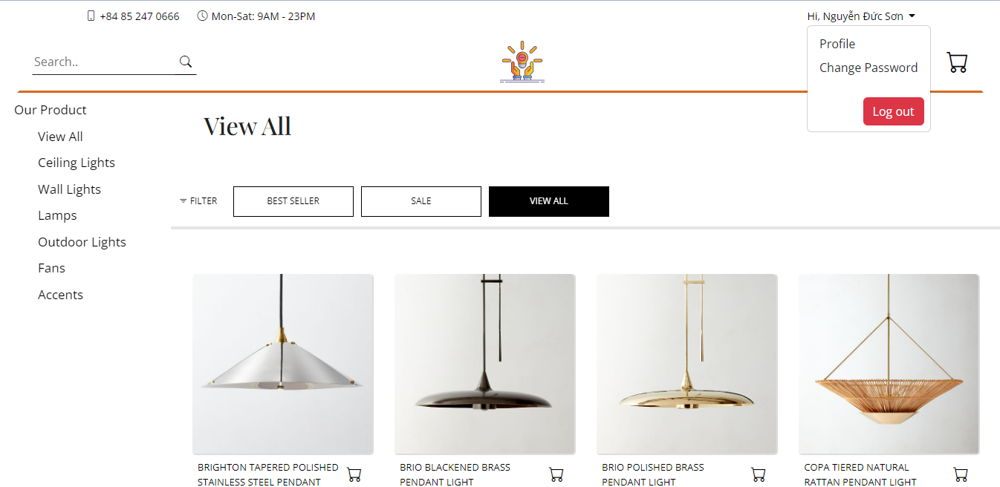 +84 85 247 0666
Mon-Sat: 9AM - 23PM
Hi, Nguyễn Đức Sơn
Profile
Change Password
Log out
Search..
Our Product
View All
Ceiling Lights
Wall Lights
Lamps
Outdoor Lights
Fans
Accents
View All
FILTER
BEST SELLER
SALE
VIEW ALL
BRIGHTON TAPERED POLISHED
STAINLESS STEEL PENDANT
BRIO BLACKENED BRASS
PENDANT LIGHT
BRIO POLISHED BRASS
PENDANT LIGHT
COPA TIERED NATURAL
RATTAN PENDANT LIGHT